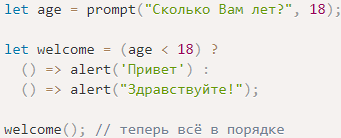 let age = prompt("Сколько Вам лет?", 18);
let welcome = (age < 18) ?
() => alert('Привет') :
() => alert("Здравствуйте!");
welcome(); // теперь всё в порядке